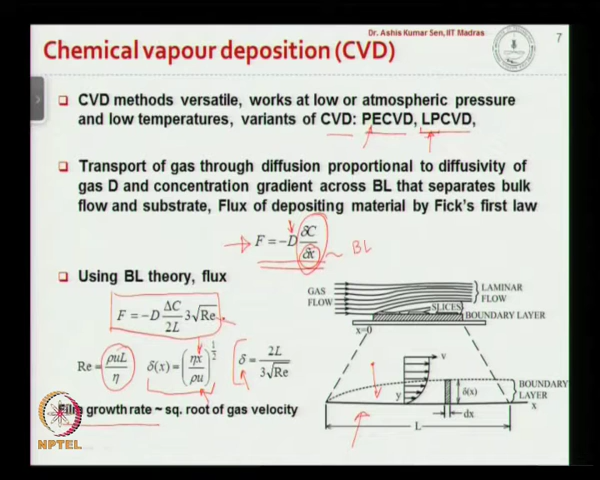 Dr. Ashis Kumar Sen, IIT Madras
7
Chemical vapour deposition (CVD)
CVD methods versatile, works at low or atmospheric pressure
and low temperatures, variants of CVD: PECVD, LPCVD,
Transport of gas through diffusion proportional to diffusivity of
gas D and concentration gradient across BL that separates bulk
flow and substrate, Flux of depositing material by Fick's first law
F = −D ∂C/∂x
BL
Using BL theory, flux
F = −D ΔC/2L 3√Re
Re = ρuL/η δ(x) = (ηx/ρu)^1/2 δ = 2L/3√Re
Film growth rate ~ sq. root of gas velocity
GAS
FLOW
LAMINAR
FLOW
SLICES
BOUNDARY LAYER
x=0
v
y
δ(x)
BOUNDARY
LAYER
x
dx
L
NPTEL